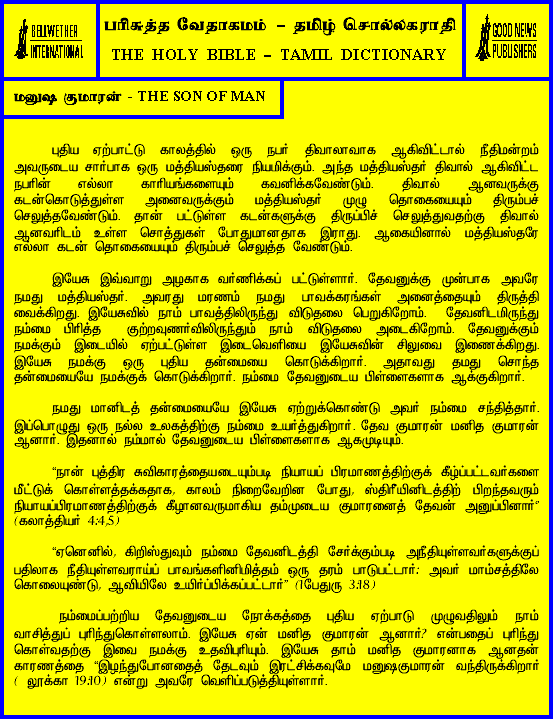 BELLWETHER
INTERNATIONAL
பரிசுத்த வேதாகமம் – தமிழ் சொல்லகராதி
THE HOLY BIBLE – TAMIL DICTIONARY
GOOD NEWS
PUBLISHERS
மனுஷ குமாரன் - THE SON OF MAN
புதிய ஏற்பாட்டு காலத்தில் ஒரு நபர் திவாலாவாக ஆகிவிட்டால் நீதிமன்றம்
அவருடைய சார்பாக ஒரு மத்தியஸ்தரை நியமிக்கும். அந்த மத்தியஸ்தர் திவால் ஆகிவிட்ட
நபரின் எல்லா காரியங்களையும் கவனிக்கவேண்டும். திவால் ஆனவருக்கு
கடன்கொடுத்துள்ள அனைவருக்கும் மத்தியஸ்தர் முழு தொகையையும் திரும்பச்
செலுத்தவேண்டும். தான் பட்டுள்ள கடன்களுக்கு திருப்பிச் செலுத்துவதற்கு திவால்
ஆனவரிடம் உள்ள சொத்துகள் போதுமானதாக இராது. ஆகையினால் மத்தியஸ்தரே
எல்லா கடன் தொகையையும் திரும்பச் செலுத்த வேண்டும்.
இயேசு இவ்வாறு அழகாக வர்ணிக்கப் பட்டுள்ளார். தேவனுக்கு முன்பாக அவரே
நமது மத்தியஸ்தர். அவரது மரணம் நமது பாவக்கரங்கள் அனைத்தையும் திருத்தி
வைக்கிறது. இயேசுவில் நாம் பாவத்திலிருந்து விடுதலை பெறுகிறோம். தேவனிடமிருந்து
நம்மை பிரித்த குற்றவுணர்விலிருந்தும் நாம் விடுதலை அடைகிறோம். தேவனுக்கும்
நமக்கும் இடையில் ஏற்பட்டுள்ள இடைவெளியை இயேசுவின் சிலுவை இணைக்கிறது.
இயேசு நமக்கு ஒரு புதிய தன்மையை கொடுக்கிறார். அதாவது தமது சொந்த
தன்மையையே நமக்குக் கொடுக்கிறார். நம்மை தேவனுடைய பிள்ளைகளாக ஆக்குகிறார்.
நமது மானிடத் தன்மையையே இயேசு ஏற்றுக்கொண்டு அவர் நம்மை சந்தித்தார்.
இப்பொழுது ஒரு நல்ல உலகத்திற்கு நம்மை உயர்த்துகிறார். தேவ குமாரன் மனித குமாரன்
ஆனார். இதனால் நம்மால் தேவனுடைய பிள்ளைகளாக ஆகமுடியும்.
“நான் புத்திர சுவிகாரத்தையடையும்படி நியாயப் பிரமாணத்திற்குக் கீழ்ப்பட்டவர்களை
மீட்டுக் கொள்ளத்தக்கதாக, காலம் நிறைவேறின போது, ஸ்திரீயினிடத்திற் பிறந்தவரும்
நியாயப்பிரமாணத்திற்குக் கீழானவருமாகிய தம்முடைய குமாரனைத் தேவன் அனுப்பினார்”
(கலாத்தியர் 4:4,5)
“ஏனெனில், கிறிஸ்துவும் நம்மை தேவனிடத்தி சேர்க்கும்படி அநீதியுள்ளவர்களுக்குப்
பதிலாக நீதியுள்ளவராய்ப் பாவங்களினிமித்தம் ஒரு தரம் பாடுபட்டார்: அவர் மாம்சத்திலே
கொலையுண்டு, ஆவியிலே உயிர்ப்பிக்கப்பட்டார்” (1பேதுரு 3:18)
நம்மைப்பற்றிய தேவனுடைய நோக்கத்தை புதிய ஏற்பாடு முழுவதிலும் நாம்
வாசித்துப் புரிந்துகொள்ளலாம். இயேசு ஏன் மனித குமாரன் ஆனார்? என்பதைப் புரிந்து
கொள்வதற்கு இவை நமக்கு உதவிபுரியும். இயேசு தாம் மனித குமாரனாக ஆனதன்
காரணத்தை “இழந்துபோனதைத் தேடவும் இரட்சிக்கவுமே மனுஷகுமாரன் வந்திருக்கிறார்
( லூக்கா 19:10) என்று அவரே வெளிப்படுத்தியுள்ளார்.